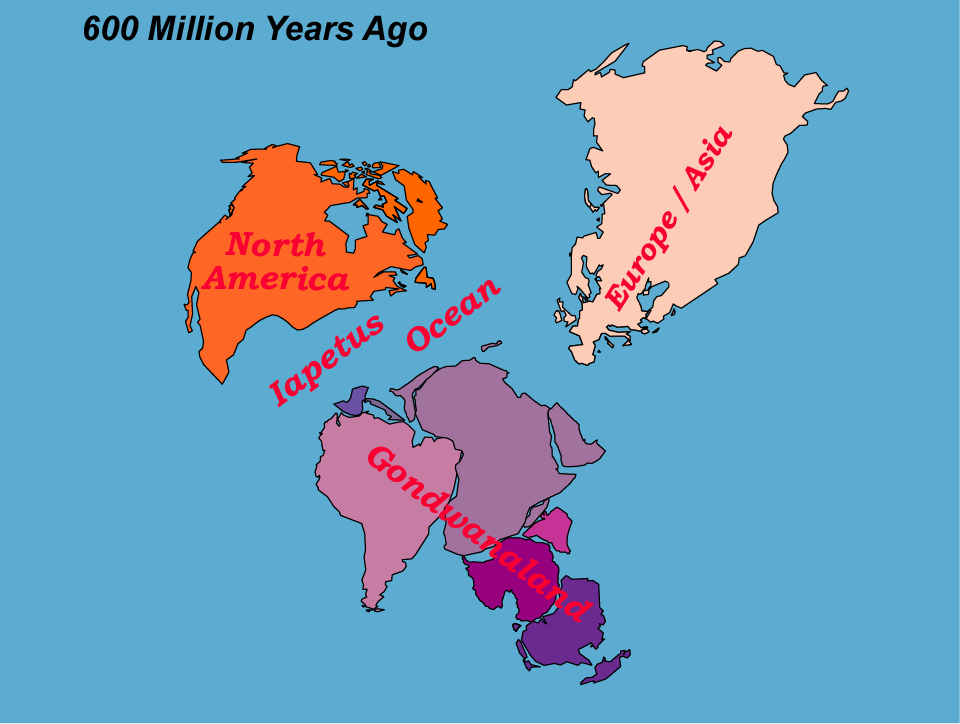 600 Million Years Ago
Europe / Asia
North
America
Iapetus Ocean
Gondwanaland